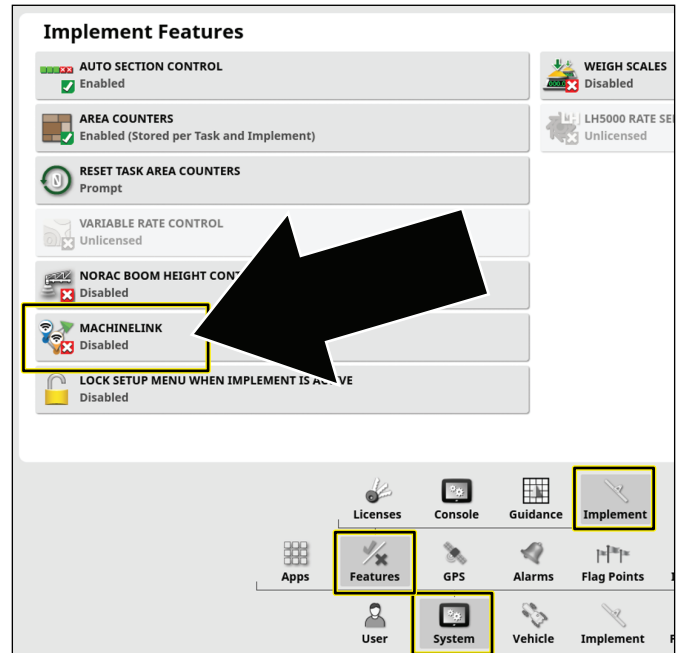 Implement Features
AUTO SECTION CONTROL
Enabled
AREA COUNTERS
Enabled (Stored per Task and Implement)
RESET TASK AREA COUNTERS
Prompt
VARIABLE RATE CONTROL
Unlicensed
NORAC BOOM HEIGHT
Disabled
MACHINELINK
Disabled
LOCK SETUP MENU WHEN IMPLEMENT IS
Disabled
WEIGH SCALES
Disabled
LH5000 RATE
Unlicensed
Licenses Console Guidance Implement
Apps Features GPS Alarms Flag Points
User System Vehicle Implement